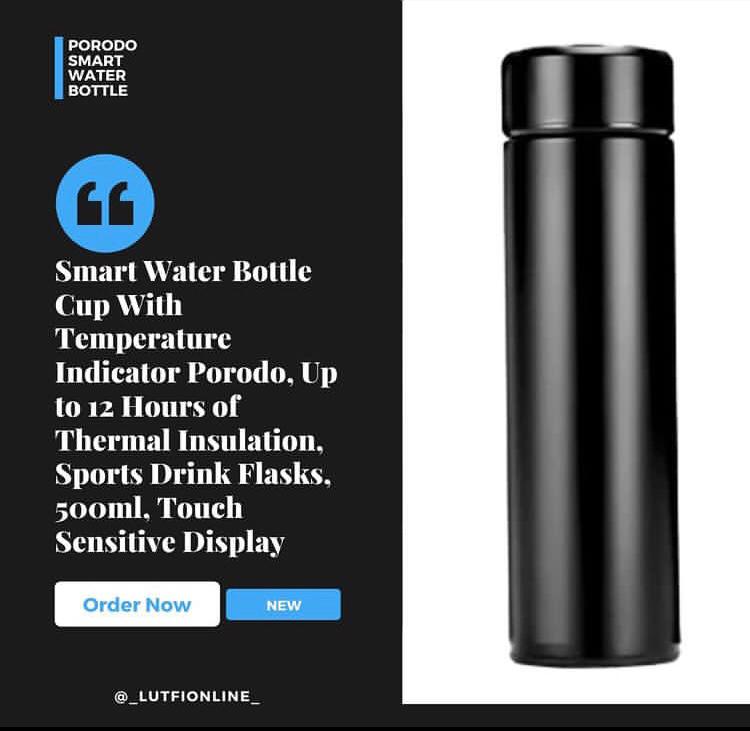 PORODO
SMART
WATER
BOTTLE
Smart Water Bottle
Cup With
Temperature
Indicator Porodo, Up
to 12 Hours of
Thermal Insulation,
Sports Drink Flasks,
500ml, Touch
Sensitive Display
Order Now
NEW
@_LUTFIONLINE_